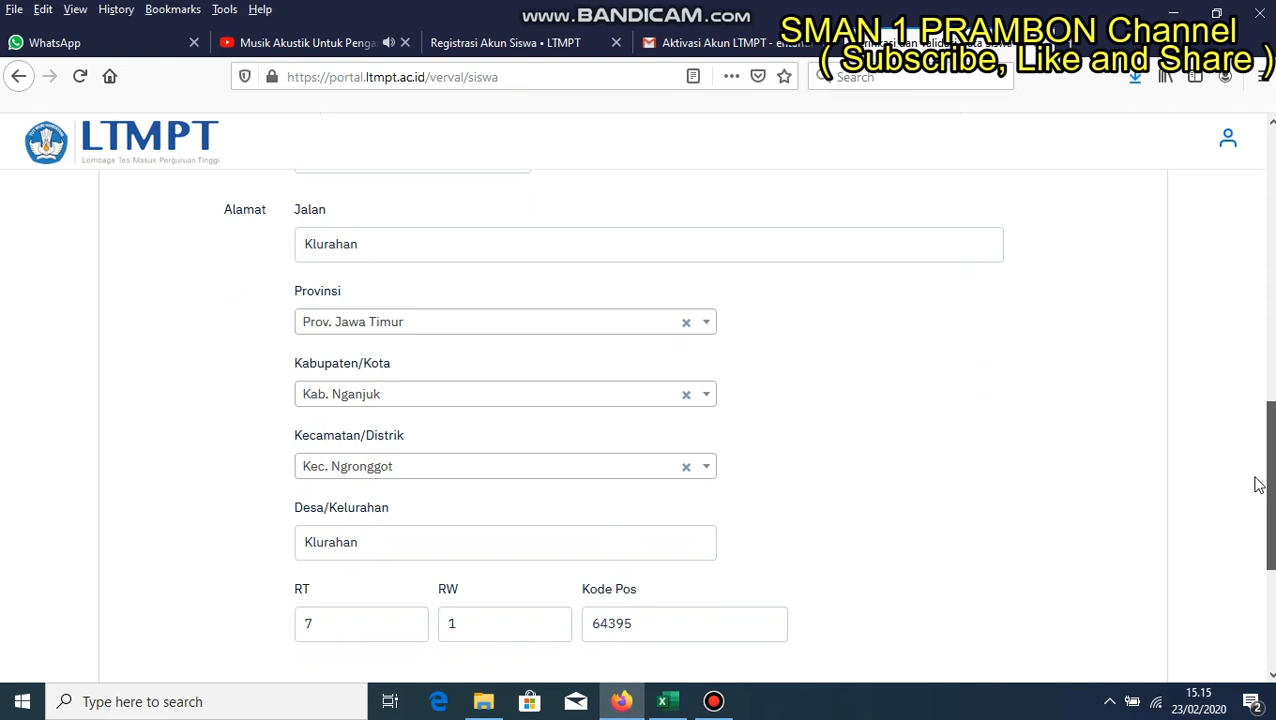 File Edit View History Bookmarks Tools Help
www.BANDICAM.com
SMAN 1 PRAMBON Channel
( Subscribe, Like and Share )
WhatsApp
Musik Akustik Untuk Pengan
Registrasi Akun Siswa • LTMPT
Aktivasi Akun LTMPT -
https://portal.ltmpt.ac.id/verval/siswa
Search
LTMPT
Lembaga Tes Masuk Perguruan Tinggi
Alamat
Jalan
Klurahan
Provinsi
Prov. Jawa Timur
Kabupaten/Kota
Kab. Nganjuk
Kecamatan/Distrik
Kec. Ngronggot
Desa/Kelurahan
Klurahan
RT RW Kode Pos
7 1 64395
Type here to search
15.15
23/02/2020
2